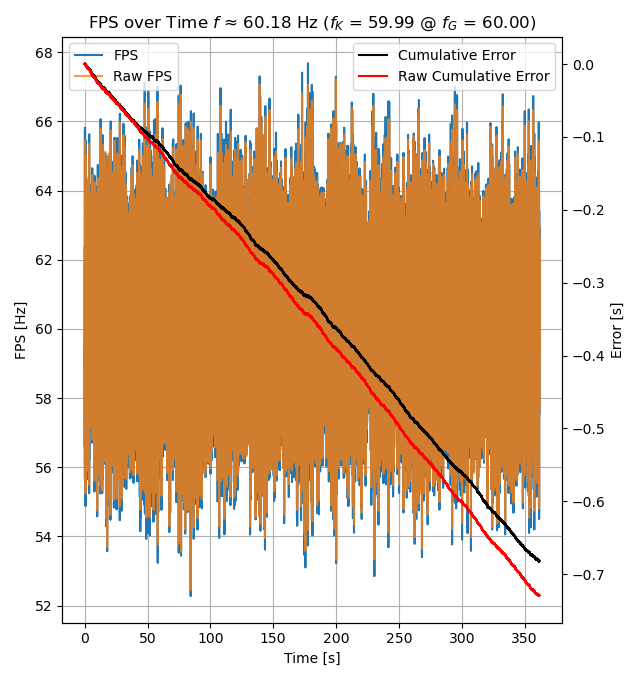 FPS over Time f ≈ 60.18 Hz (f_K = 59.99 @ f_G = 60.00)
FPS
Raw FPS
Cumulative Error
Raw Cumulative Error
68
66
64
62
60
58
56
54
52
FPS [Hz]
0.0
−0.1
−0.2
−0.3
−0.4
−0.5
−0.6
−0.7
Error [s]
0 50 100 150 200 250 300 350
Time [s]